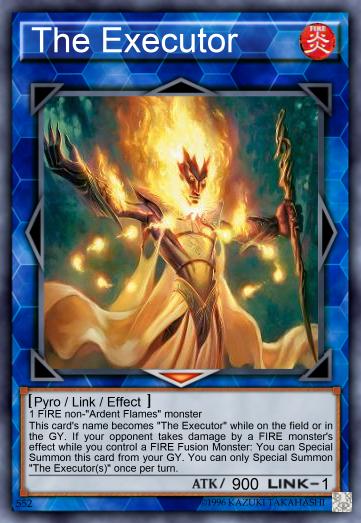 The Executor
FIRE
炎
[ Pyro / Link / Effect ]
1 FIRE non-"Ardent Flames" monster
This card's name becomes "The Executor" while on the field or in
the GY. If your opponent takes damage by a FIRE monster's
effect while you control a FIRE Fusion Monster: You can Special
Summon this card from your GY. You can only Special Summon
"The Executor(s)" once per turn.
ATK/ 900 LINK-1
552
©1996 KAZUKI TAKAHASHI